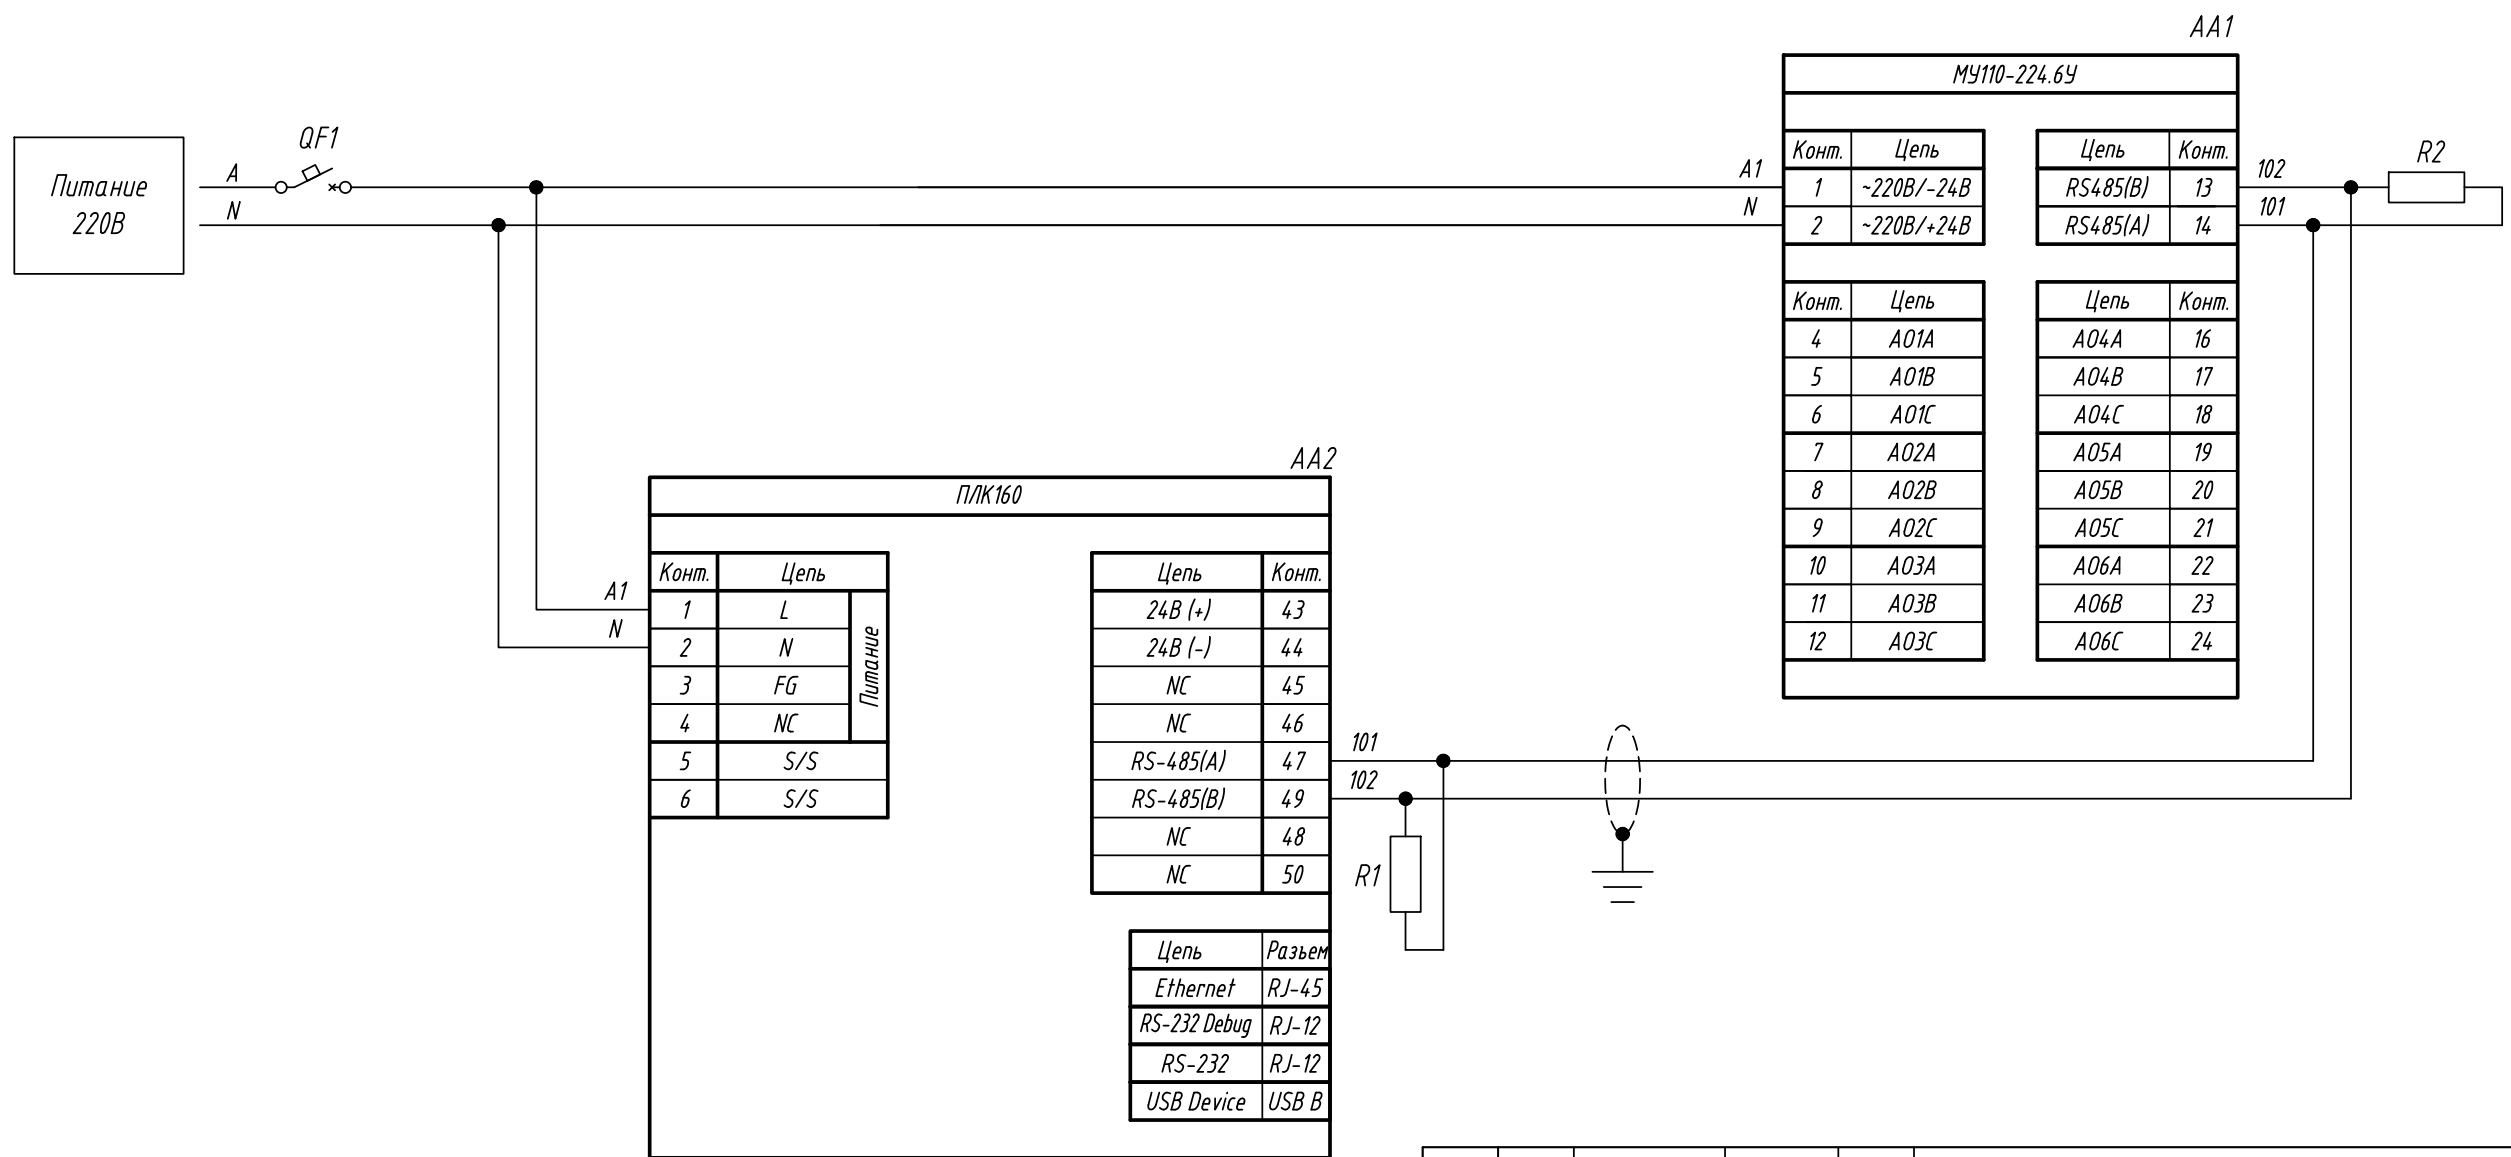 AA1
МУ110-224.6У
QF1
Питание
220В
A
N
A1
N
Конт. Цепь
1 ~220В/-24В
2 ~220В/+24В
Цепь Конт.
RS485(B) 13
RS485(A) 14
102
101
R2
Конт. Цепь
4 AO1A
5 AO1B
6 AO1C
7 AO2A
8 AO2B
9 AO2C
10 AO3A
11 AO3B
12 AO3C
Цепь Конт.
AO4A 16
AO4B 17
AO4C 18
AO5A 19
AO5B 20
AO5C 21
AO6A 22
AO6B 23
AO6C 24
AA2
ПЛК160
A1
N
Конт. Цепь
1 L
2 N
3 FG
4 NC
Питание
5 S/S
6 S/S
Цепь Конт.
24В (+) 43
24В (-) 44
NC 45
NC 46
RS-485(A) 47
RS-485(B) 49
NC 48
NC 50
101
102
R1
Цепь Разъем
Ethernet RJ-45
RS-232 Debug RJ-12
RS-232 RJ-12
USB Device USB B